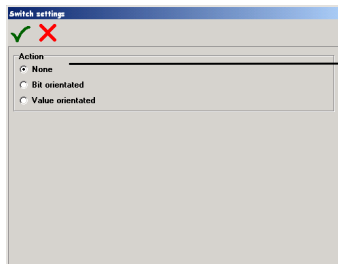 Switch settings
Action
None
Bit orientated
Value orientated